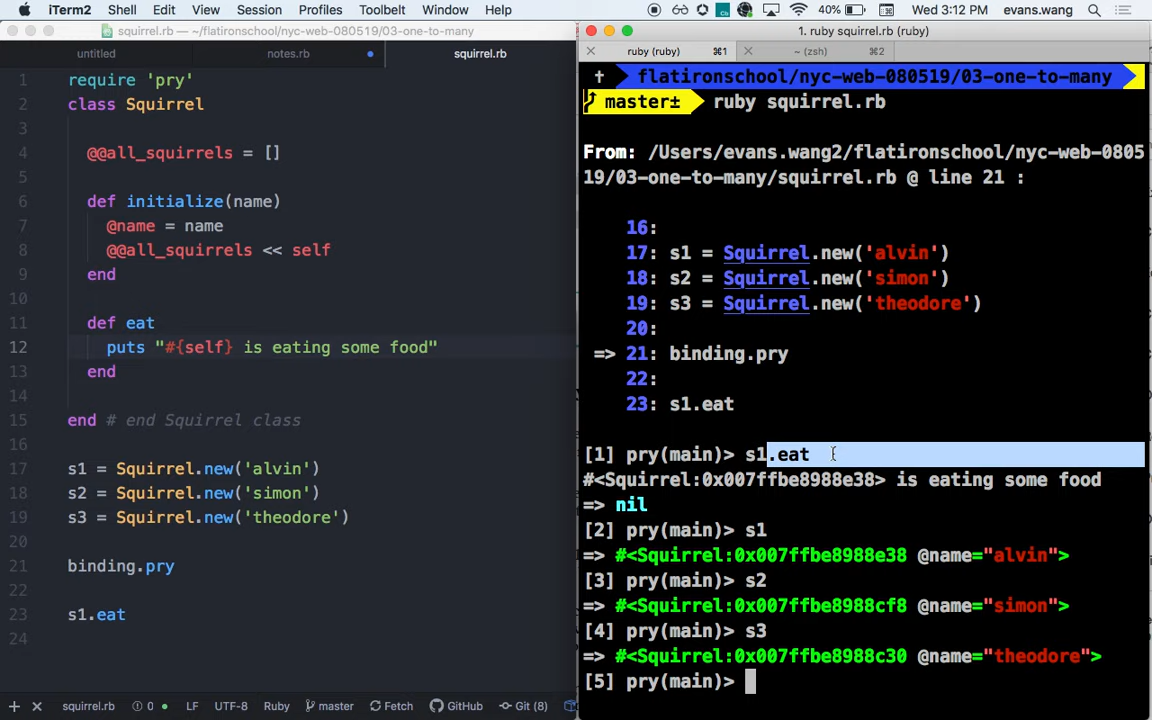 iTerm2 Shell Edit View Session Profiles Toolbelt Window Help 40% Wed 3:12 PM evans.wang
squirrel.rb — ~/flatironschool/nyc-web-080519/03-one-to-many
untitled notes.rb squirrel.rb
1 require 'pry'
2 class Squirrel
3
4 @@all_squirrels = []
5
6 def initialize(name)
7 @name = name
8 @@all_squirrels << self
9 end
10
11 def eat
12 puts "#{self} is eating some food"
13 end
14
15 end # end Squirrel class
16
17 s1 = Squirrel.new('alvin')
18 s2 = Squirrel.new('simon')
19 s3 = Squirrel.new('theodore')
20
21 binding.pry
22
23 s1.eat
24
squirrel.rb 0 LF UTF-8 Ruby master Fetch GitHub Git (8)
1. ruby squirrel.rb (ruby)
ruby (ruby) ⌘1 ~ (zsh) ⌘2
flatironschool/nyc-web-080519/03-one-to-many
master± ruby squirrel.rb
From: /Users/evans.wang2/flatironschool/nyc-web-0805
19/03-one-to-many/squirrel.rb @ line 21 :
16:
17: s1 = Squirrel.new('alvin')
18: s2 = Squirrel.new('simon')
19: s3 = Squirrel.new('theodore')
20:
=> 21: binding.pry
22:
23: s1.eat
[1] pry(main)> s1.eat
#<Squirrel:0x007ffbe8988e38> is eating some food
=> nil
[2] pry(main)> s1
=> #<Squirrel:0x007ffbe8988e38 @name="alvin">
[3] pry(main)> s2
=> #<Squirrel:0x007ffbe8988cf8 @name="simon">
[4] pry(main)> s3
=> #<Squirrel:0x007ffbe8988c30 @name="theodore">
[5] pry(main)>